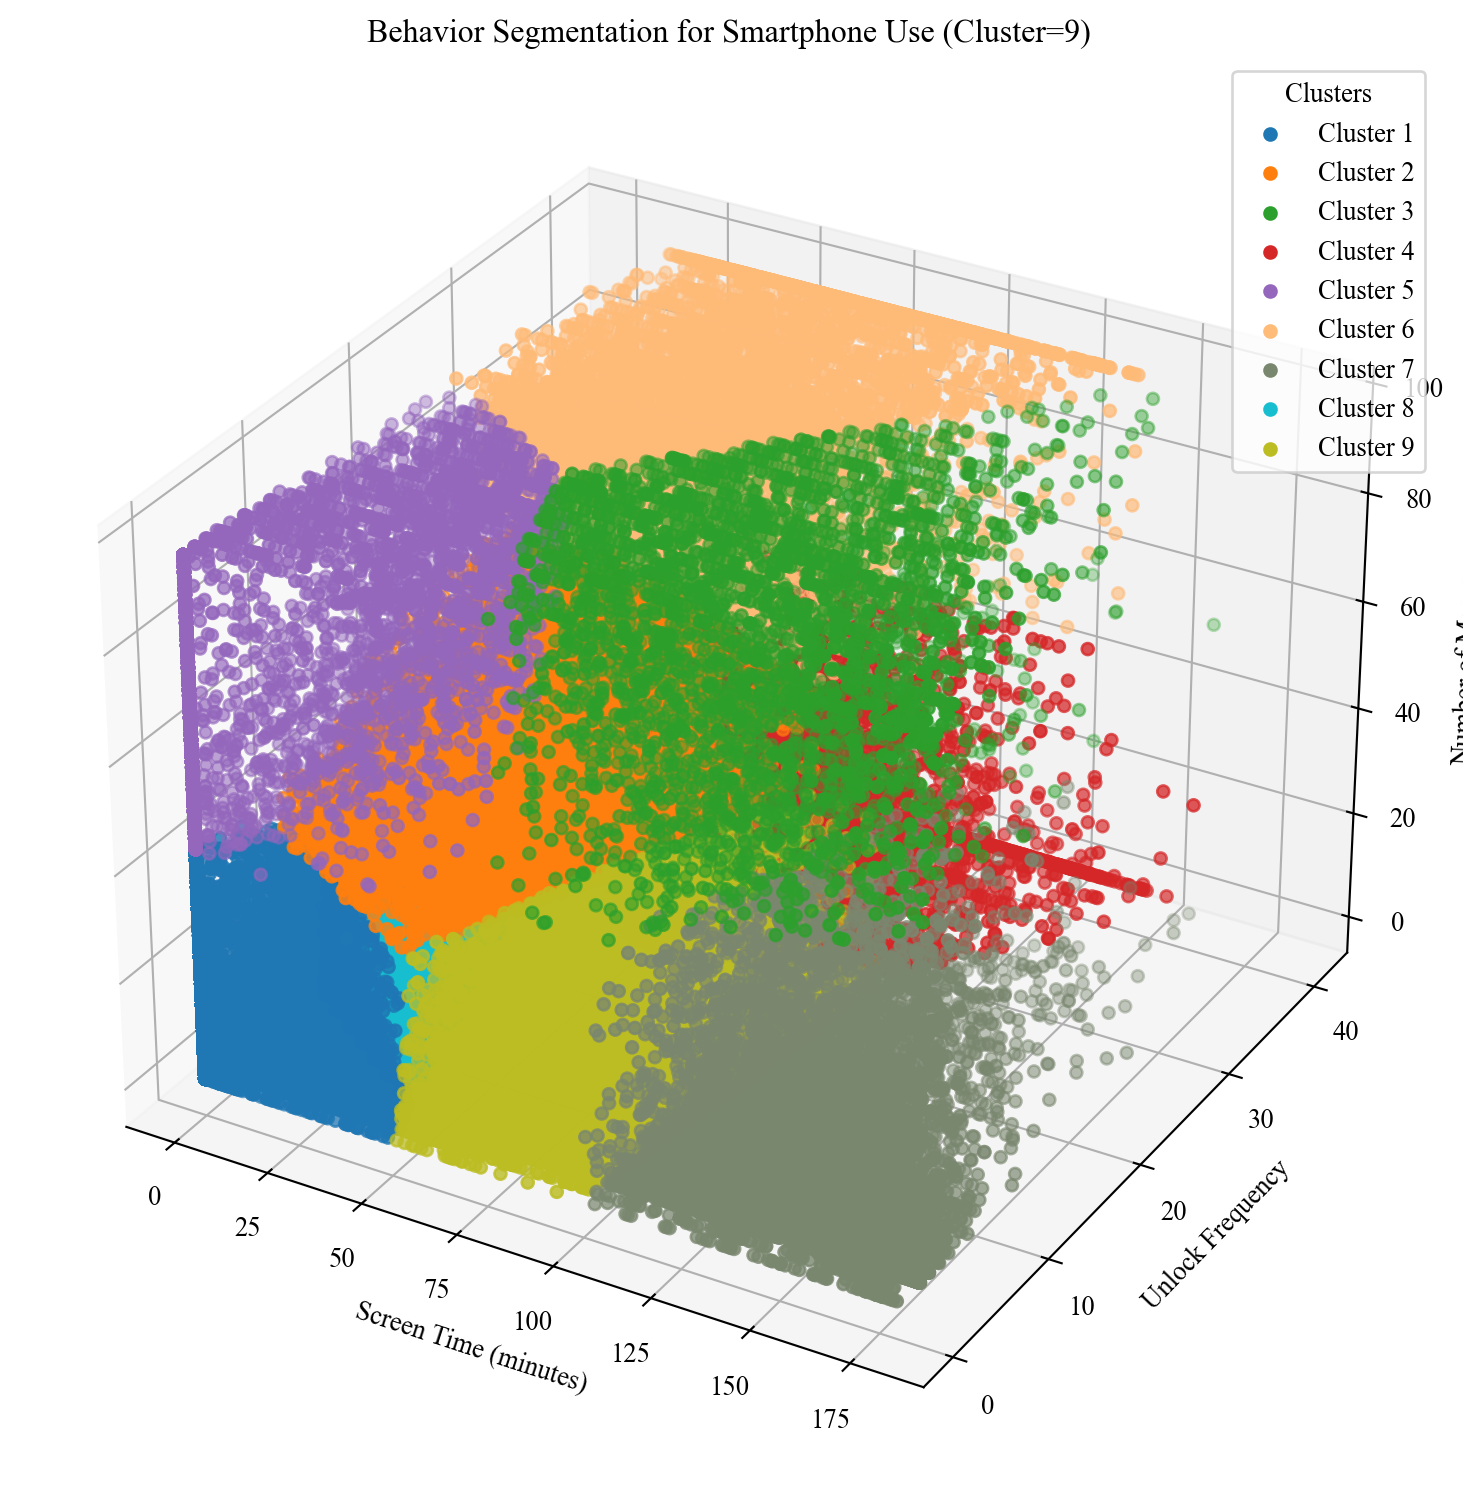 Behavior Segmentation for Smartphone Use (Cluster=9)
Clusters
Cluster 1
Cluster 2
Cluster 3
Cluster 4
Cluster 5
Cluster 6
Cluster 7
Cluster 8
Cluster 9
100
80
60
40
20
0
Number of
40
30
20
10
0
Unlock Frequency
0
25
50
75
100
125
150
175
Screen Time (minutes)